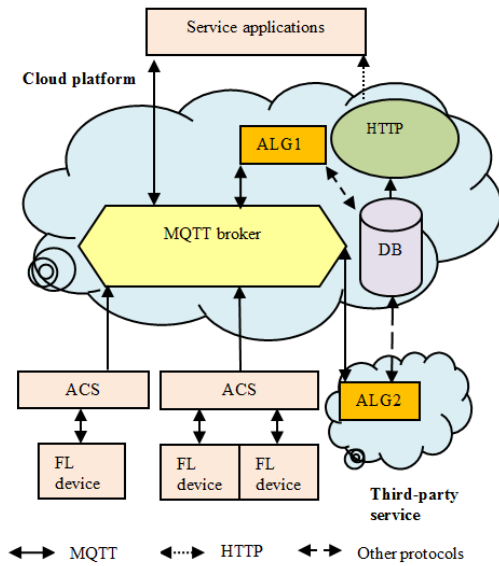 Service applications
Cloud platform
HTTP
ALG1
MQTT broker
DB
ACS
ACS
ALG2
FL
device
FL
device
FL
device
Third-party
service
MQTT
HTTP
Other protocols